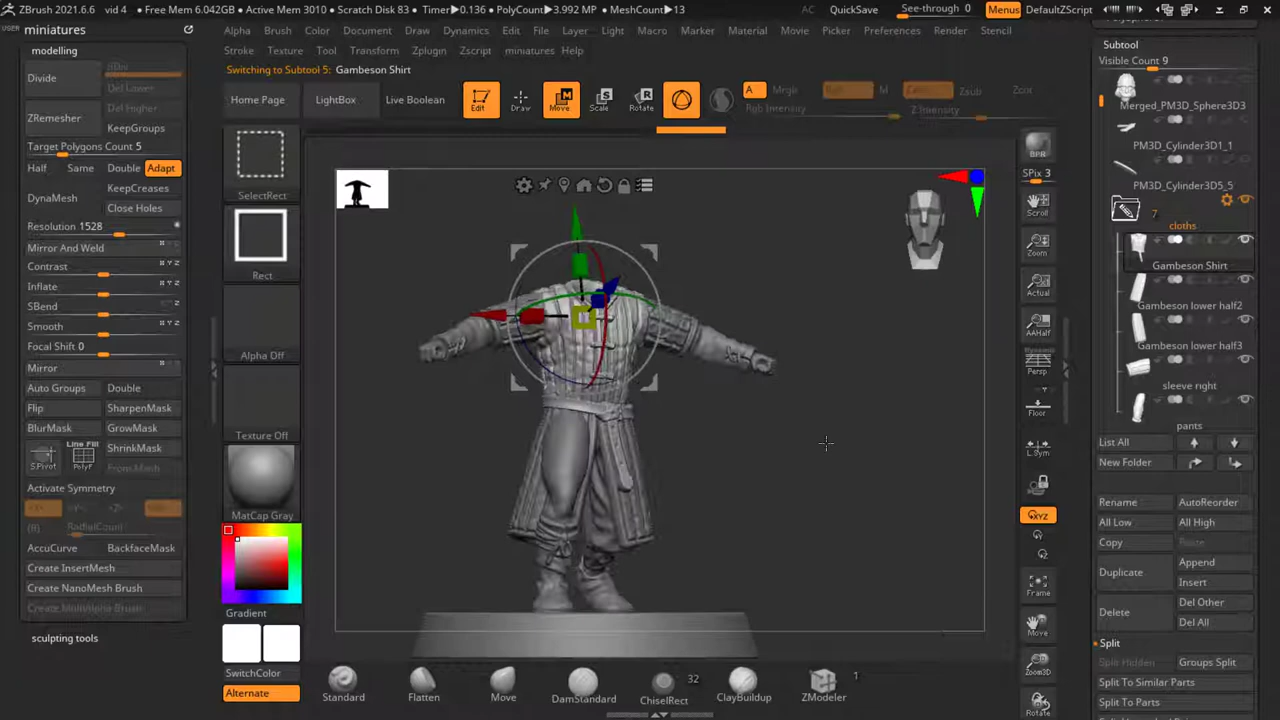 ZBrush 2021.6.6 vid 4 • Free Mem 6.042GB • Active Mem 3010 • Scratch Disk 83 • Timer▶0.136 • PolyCount▶3.992 MP • MeshCount▶13 AC QuickSave See-through 0 Menus DefaultZScript
USER miniatures
Alpha Brush Color Document Draw Dynamics Edit File Layer Light Macro Marker Material Movie Picker Preferences Render Stencil
Stroke Texture Tool Transform Zplugin Zscript miniatures Help
Switching to Subtool 5: Gambeson Shirt
Home Page LightBox Live Boolean Edit Draw Move Scale Rotate
A Mrgb Rgb M Zadd Zsub Zcut
Rgb Intensity Z Intensity
modelling
Divide SDiv
Del Lower
Del Higher
ZRemesher
KeepGroups
Target Polygons Count 5
Half Same Double Adapt
DynaMesh KeepCreases
Close Holes
Resolution 1528
Mirror And Weld
Contrast
Inflate
SBend
Smooth
Focal Shift 0
Mirror
Auto Groups Double
Flip SharpenMask
BlurMask GrowMask
S.Pivot Line Fill PolyF ShrinkMask
Activate Symmetry
(R) RadialCount
AccuCurve BackfaceMask
Create InsertMesh
Create NanoMesh Brush
Create MultiAlpha Brush
sculpting tools
SelectRect
Rect
Alpha Off
Texture Off
MatCap Gray
Gradient
SwitchColor
Alternate
Standard Flatten Move DamStandard ChiselRect 32 ClayBuildup ZModeler 1
BPR
SPix 3
Scroll
Zoom
Actual
AAHalf
Dynamic
Persp
Floor
L.Sym
XYZ
Frame
Move
Zoom3D
Rotate
Subtool
Visible Count 9
Merged_PM3D_Sphere3D3
PM3D_Cylinder3D1_1
PM3D_Cylinder3D5_5
7
cloths
Gambeson Shirt
Gambeson lower half2
Gambeson lower half3
sleeve right
pants
List All
New Folder
Rename AutoReorder
All Low All High
Copy Paste
Duplicate Append
Insert
Delete Del Other
Del All
Split
Split Hidden Groups Split
Split To Similar Parts
Split To Parts